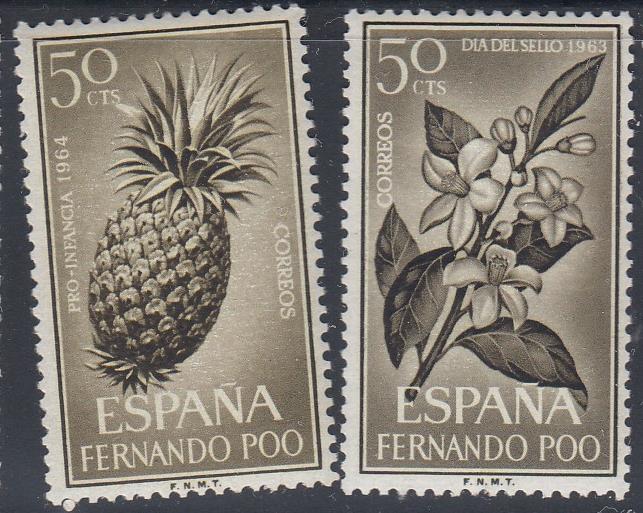 50
CTS
PRO-INFANCIA 1964
CORREOS
ESPAÑA
FERNANDO POO
F.N.M.T.
50
CTS
DIA DEL SELLO 1963
CORREOS
ESPAÑA
FERNANDO POO
F.N.M.T.